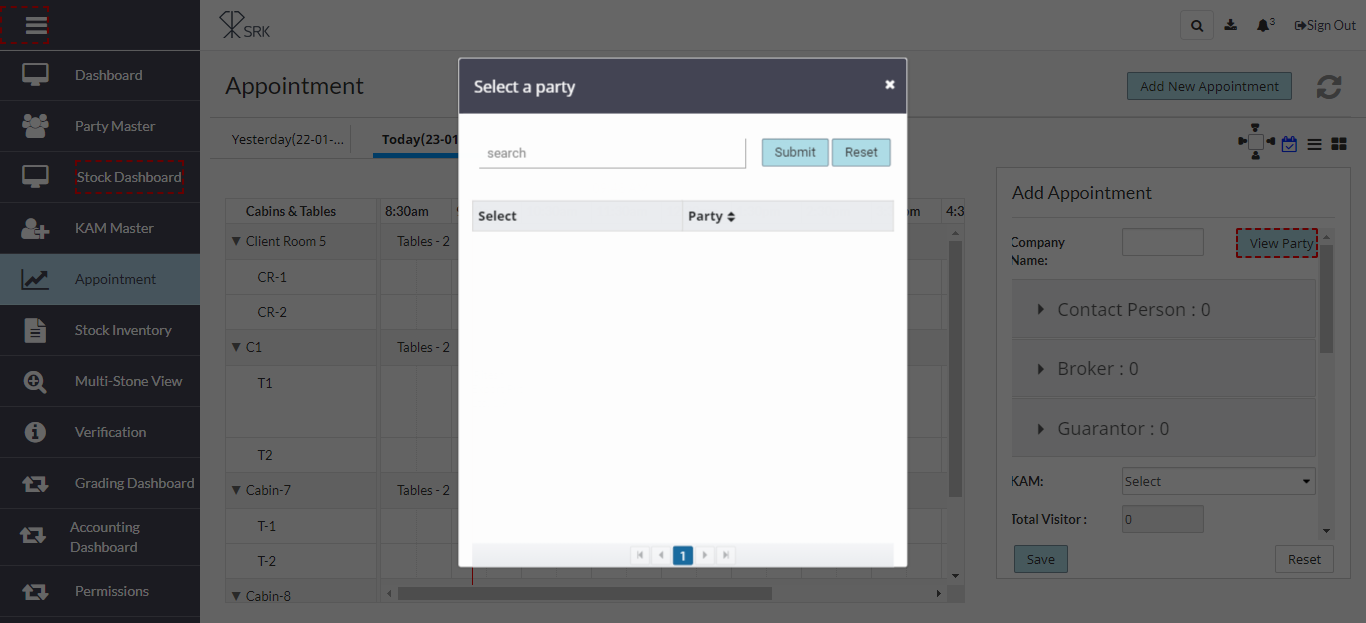 SRK
3
Sign Out
Dashboard
Party Master
Stock Dashboard
KAM Master
Appointment
Stock Inventory
Multi-Stone View
Verification
Grading Dashboard
Accounting
Dashboard
Permissions
Appointment
Add New Appointment
Yesterday(22-01-...
Today(23-01
Cabins & Tables
8:30am
pm
4:3
Client Room 5
Tables - 2
CR-1
CR-2
C1
Tables - 2
T1
T2
Cabin-7
Tables - 2
T-1
T-2
Cabin-8
Select a party
search
Submit
Reset
Select
Party
1
Add Appointment
Company
Name:
View Party
Contact Person : 0
Broker : 0
Guarantor : 0
KAM:
Select
Total Visitor :
0
Save
Reset